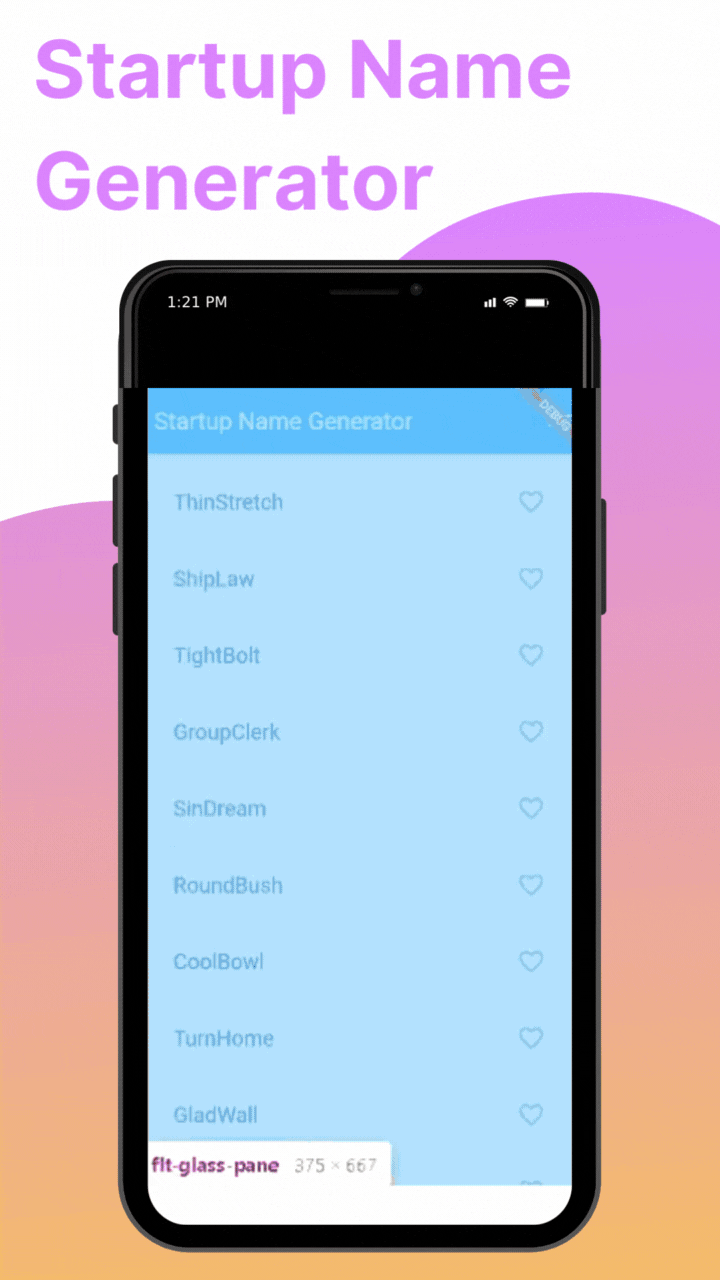 Startup Name
Generator
1:21 PM
DEBUG
Startup Name Generator
ThinStretch
ShipLaw
TightBolt
GroupClerk
SinDream
RoundBush
CoolBowl
TurnHome
GladWall
flt-glass-pane 375 × 667